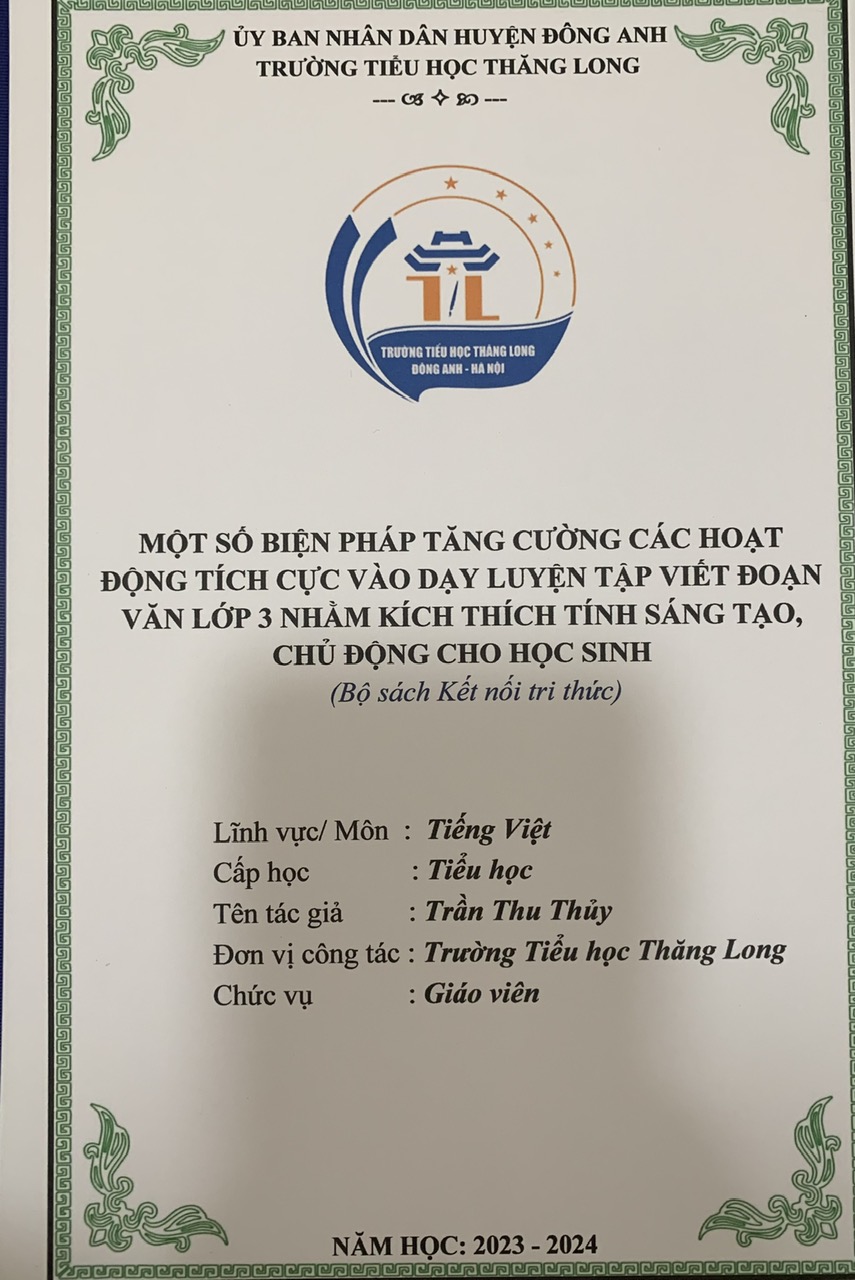 ỦY BAN NHÂN DÂN HUYỆN ĐÔNG ANH
TRƯỜNG TIỂU HỌC THĂNG LONG
TL
TRƯỜNG TIỂU HỌC THĂNG LONG
ĐÔNG ANH - HÀ NỘI
MỘT SỐ BIỆN PHÁP TĂNG CƯỜNG CÁC HOẠT
ĐỘNG TÍCH CỰC VÀO DẠY LUYỆN TẬP VIẾT ĐOẠN
VĂN LỚP 3 NHẰM KÍCH THÍCH TÍNH SÁNG TẠO,
CHỦ ĐỘNG CHO HỌC SINH
(Bộ sách Kết nối tri thức)
Lĩnh vực/ Môn : Tiếng Việt
Cấp học : Tiểu học
Tên tác giả : Trần Thu Thủy
Đơn vị công tác : Trường Tiểu học Thăng Long
Chức vụ : Giáo viên
NĂM HỌC: 2023 - 2024